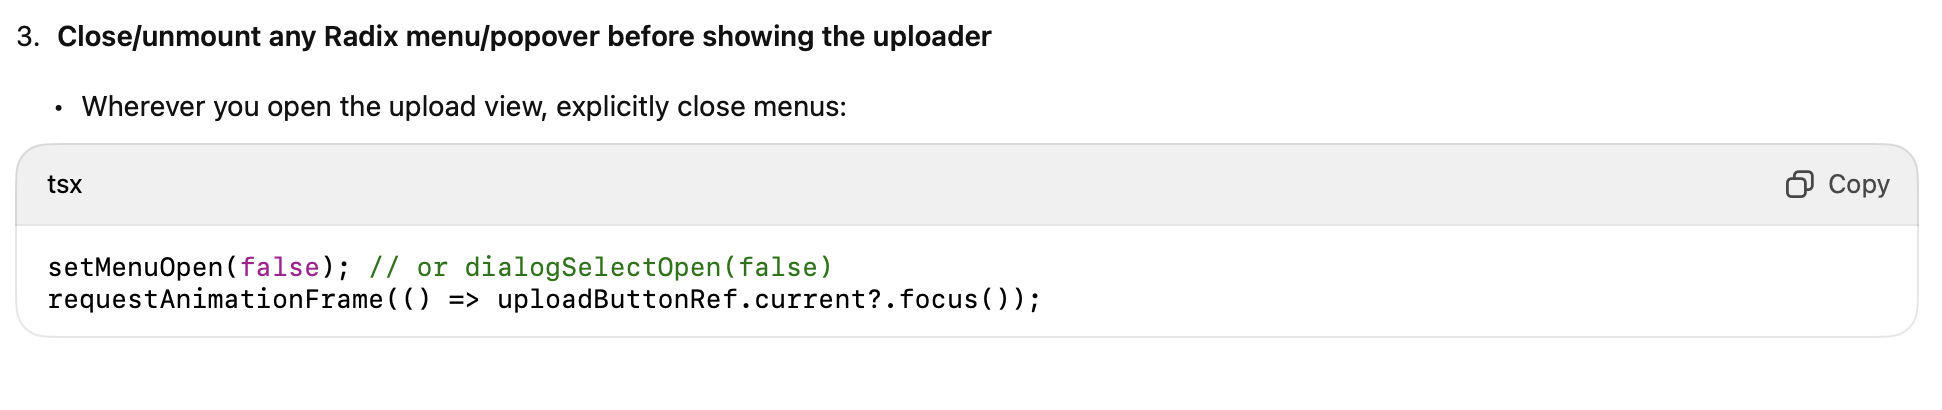 3. Close/unmount any Radix menu/popover before showing the uploader
• Wherever you open the upload view, explicitly close menus:
tsx
Copy
setMenuOpen(false); // or dialogSelectOpen(false)
requestAnimationFrame(() => uploadButtonRef.current?.focus());